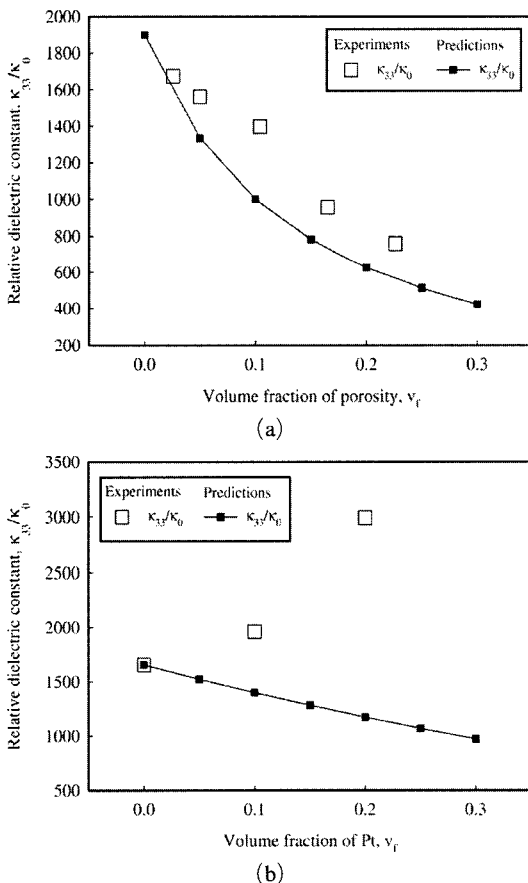 Relative dielectric constant, κ33/κ0
2000
1800
1600
1400
1200
1000
800
600
400
200
Experiments Predictions
κ33/κ0 κ33/κ0
0.0 0.1 0.2 0.3
Volume fraction of porosity, vf
(a)
Relative dielectric constant, κ33/κ0
3500
3000
2500
2000
1500
1000
500
Experiments Predictions
κ33/κ0 κ33/κ0
0.0 0.1 0.2 0.3
Volume fraction of Pt, vf
(b)